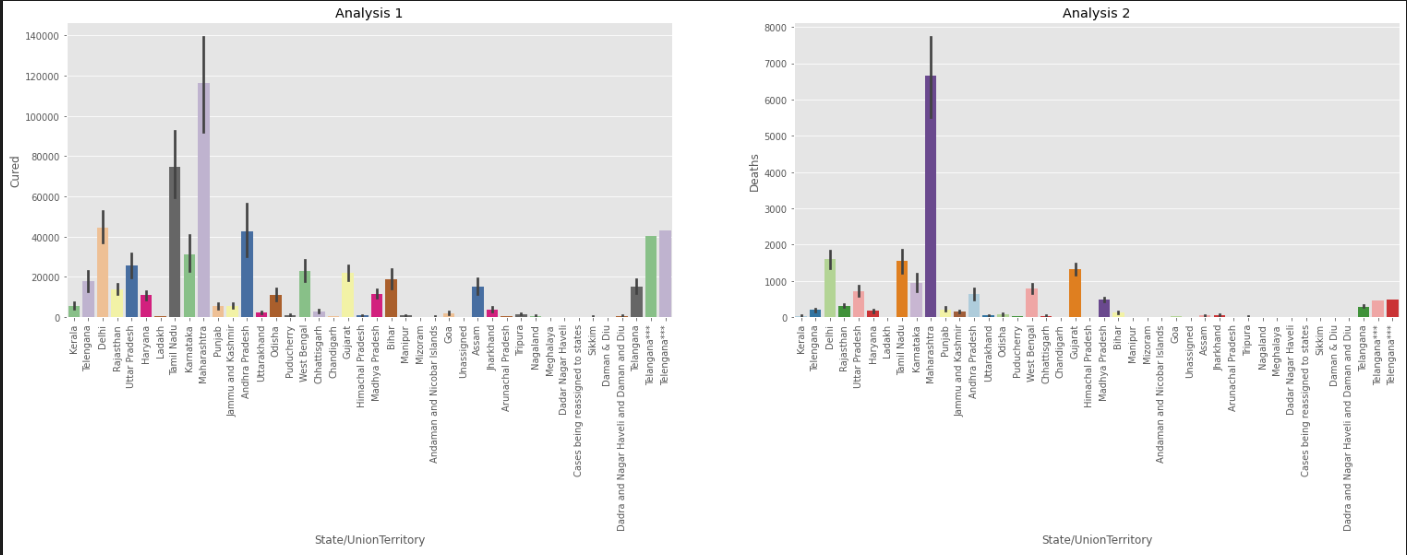 Analysis 1
Cured
140000
120000
100000
80000
60000
40000
20000
0
Kerala
Telengana
Delhi
Rajasthan
Uttar Pradesh
Haryana
Ladakh
Tamil Nadu
Karnataka
Maharashtra
Punjab
Jammu and Kashmir
Andhra Pradesh
Uttarakhand
Odisha
Puducherry
West Bengal
Chhattisgarh
Chandigarh
Gujarat
Himachal Pradesh
Madhya Pradesh
Bihar
Manipur
Mizoram
Andaman and Nicobar Islands
Goa
Unassigned
Assam
Jharkhand
Arunachal Pradesh
Tripura
Nagaland
Meghalaya
Dadar Nagar Haveli
Cases being reassigned to states
Sikkim
Daman & Diu
Dadra and Nagar Haveli and Daman and Diu
Telangana
Telangana***
Telengana***
State/UnionTerritory
Analysis 2
Deaths
8000
7000
6000
5000
4000
3000
2000
1000
0
Kerala
Telengana
Delhi
Rajasthan
Uttar Pradesh
Haryana
Ladakh
Tamil Nadu
Karnataka
Maharashtra
Punjab
Jammu and Kashmir
Andhra Pradesh
Uttarakhand
Odisha
Puducherry
West Bengal
Chhattisgarh
Chandigarh
Gujarat
Himachal Pradesh
Madhya Pradesh
Bihar
Manipur
Mizoram
Andaman and Nicobar Islands
Goa
Unassigned
Assam
Jharkhand
Arunachal Pradesh
Tripura
Nagaland
Meghalaya
Dadar Nagar Haveli
Cases being reassigned to states
Sikkim
Daman & Diu
Dadra and Nagar Haveli and Daman and Diu
Telangana
Telangana***
Telengana***
State/UnionTerritory